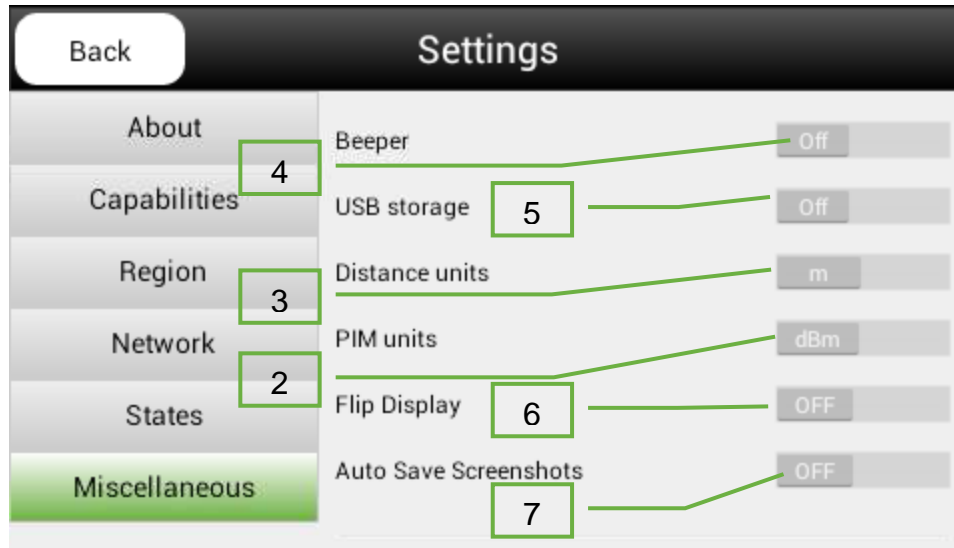 Back
Settings
About
Capabilities
Region
Network
States
Miscellaneous
4
3
2
Beeper
Off
USB storage
5
Off
Distance units
m
PIM units
dBm
Flip Display
6
OFF
Auto Save Screenshots
7
OFF